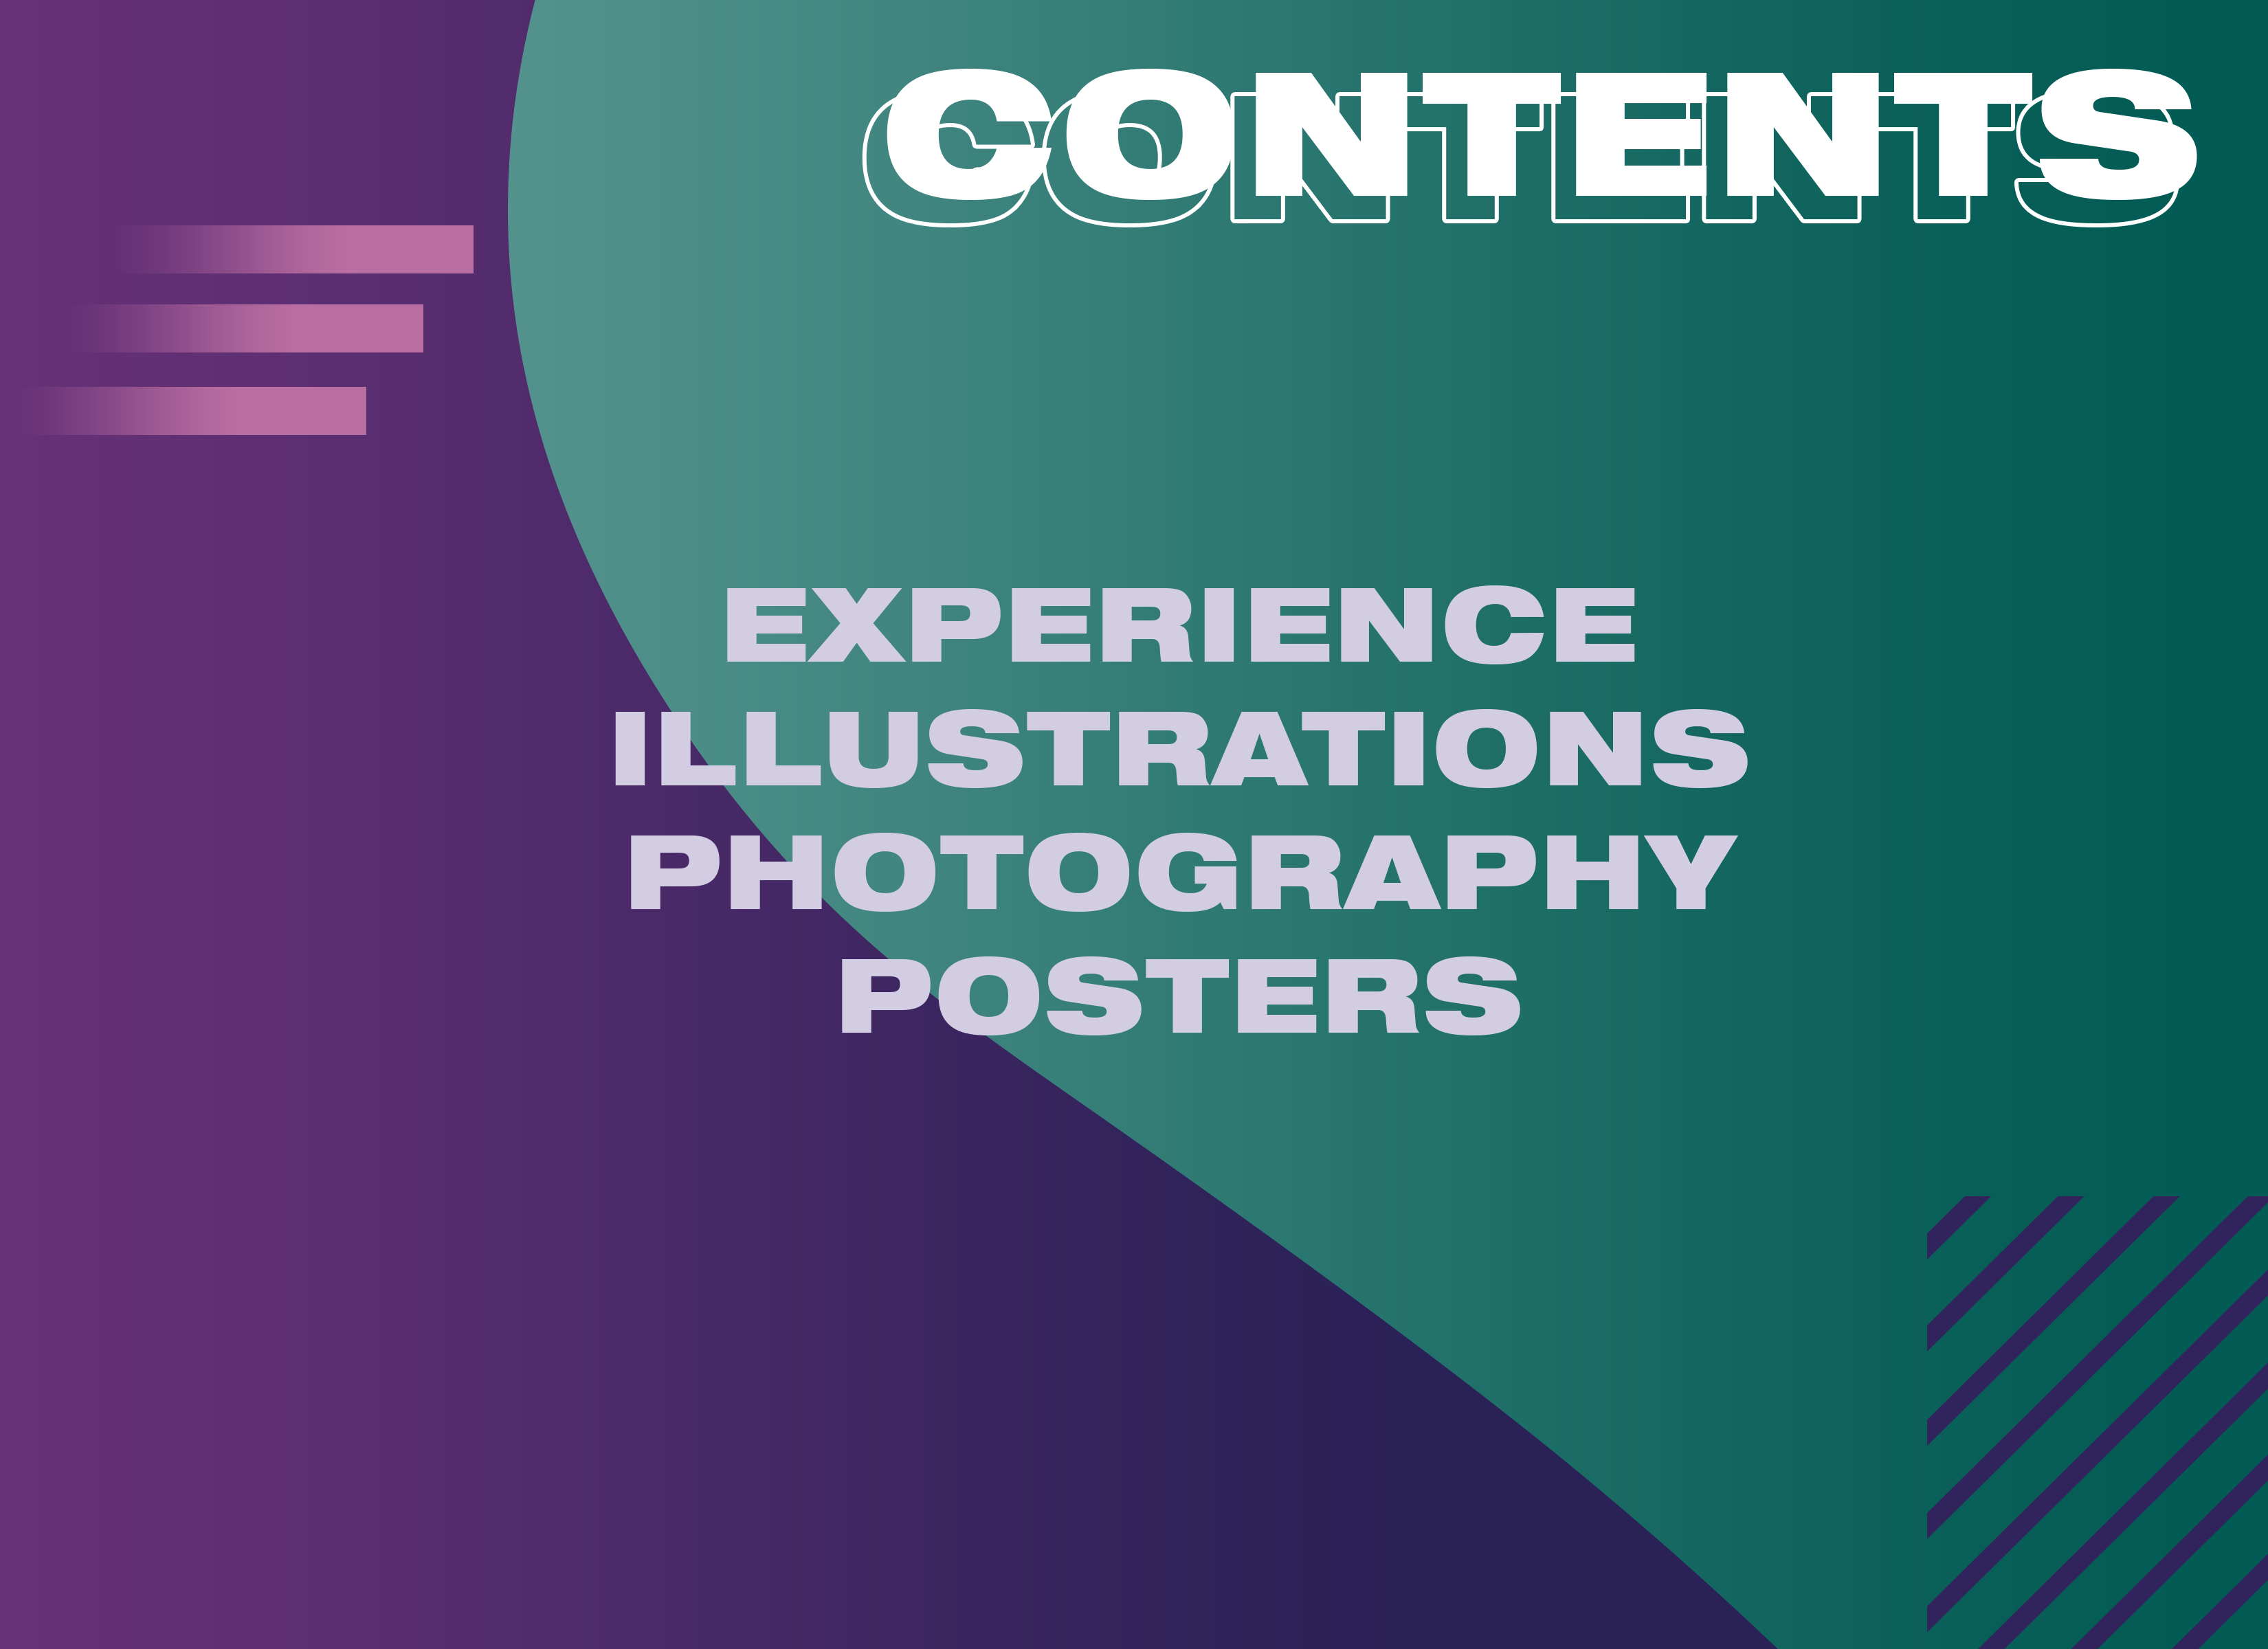 CONTENTS
EXPERIENCE
ILLUSTRATIONS
PHOTOGRAPHY
POSTERS